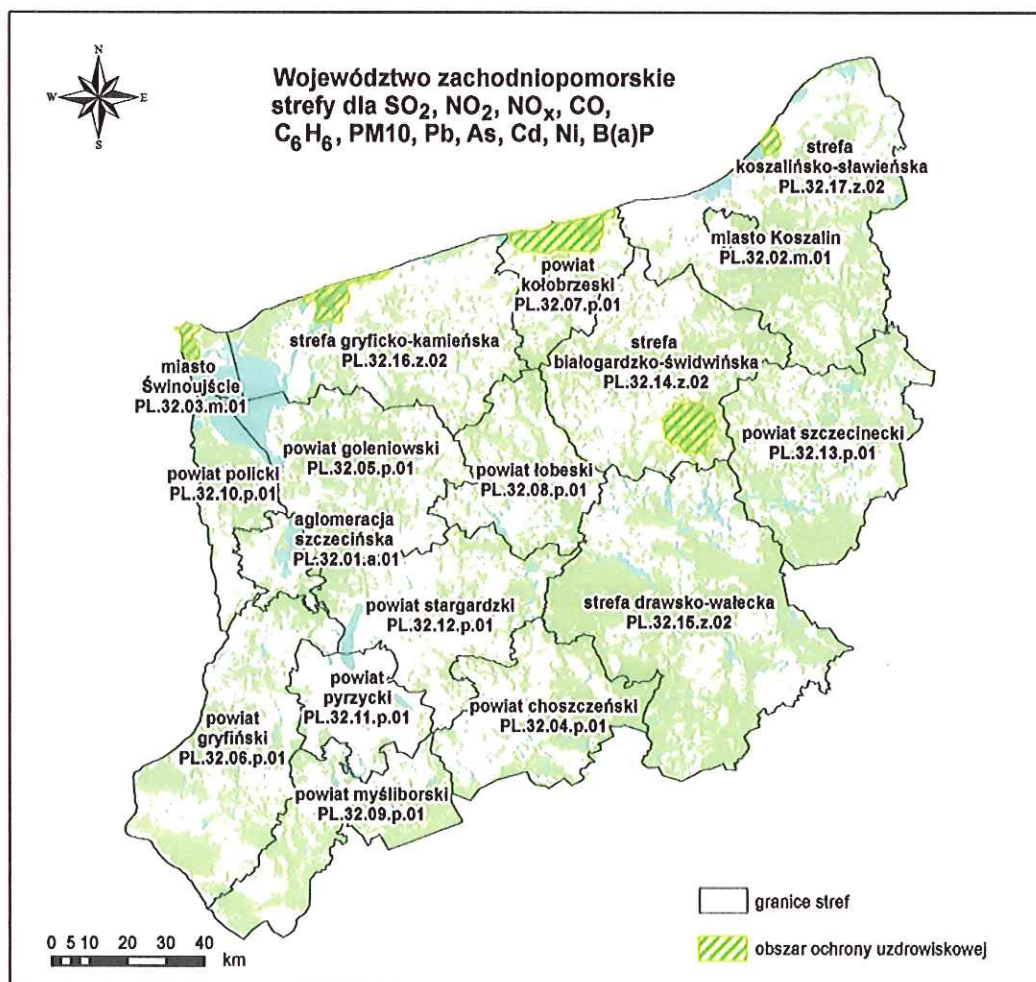 N
W
E
S
Województwo zachodniopomorskie
strefy dla SO₂, NO₂, NOₓ, CO,
C₆H₆, PM10, Pb, As, Cd, Ni, B(a)P
strefa
koszalińsko-sławieńska
PL.32.17.z.02
miasto Koszalin
PL.32.02.m.01
powiat
kołobrzeski
PL.32.07.p.01
strefa gryficko-kamieńska
PL.32.16.z.02
strefa
białogardzko-świdwińska
PL.32.14.z.02
miasto
Świnoujście
PL.32.03.m.01
powiat szczecinecki
PL.32.13.p.01
powiat goleniowski
PL.32.05.p.01
powiat policki
PL.32.10.p.01
powiat łobeski
PL.32.08.p.01
aglomeracja
szczecińska
PL.32.01.a.01
powiat stargardzki
PL.32.12.p.01
strefa drawsko-wałecka
PL.32.15.z.02
powiat
pyrzycki
PL.32.11.p.01
powiat choszczeński
PL.32.04.p.01
powiat
gryfiński
PL.32.06.p.01
powiat myśliborski
PL.32.09.p.01
granice stref
obszar ochrony uzdrowiskowej
0 5 10 20 30 40
km